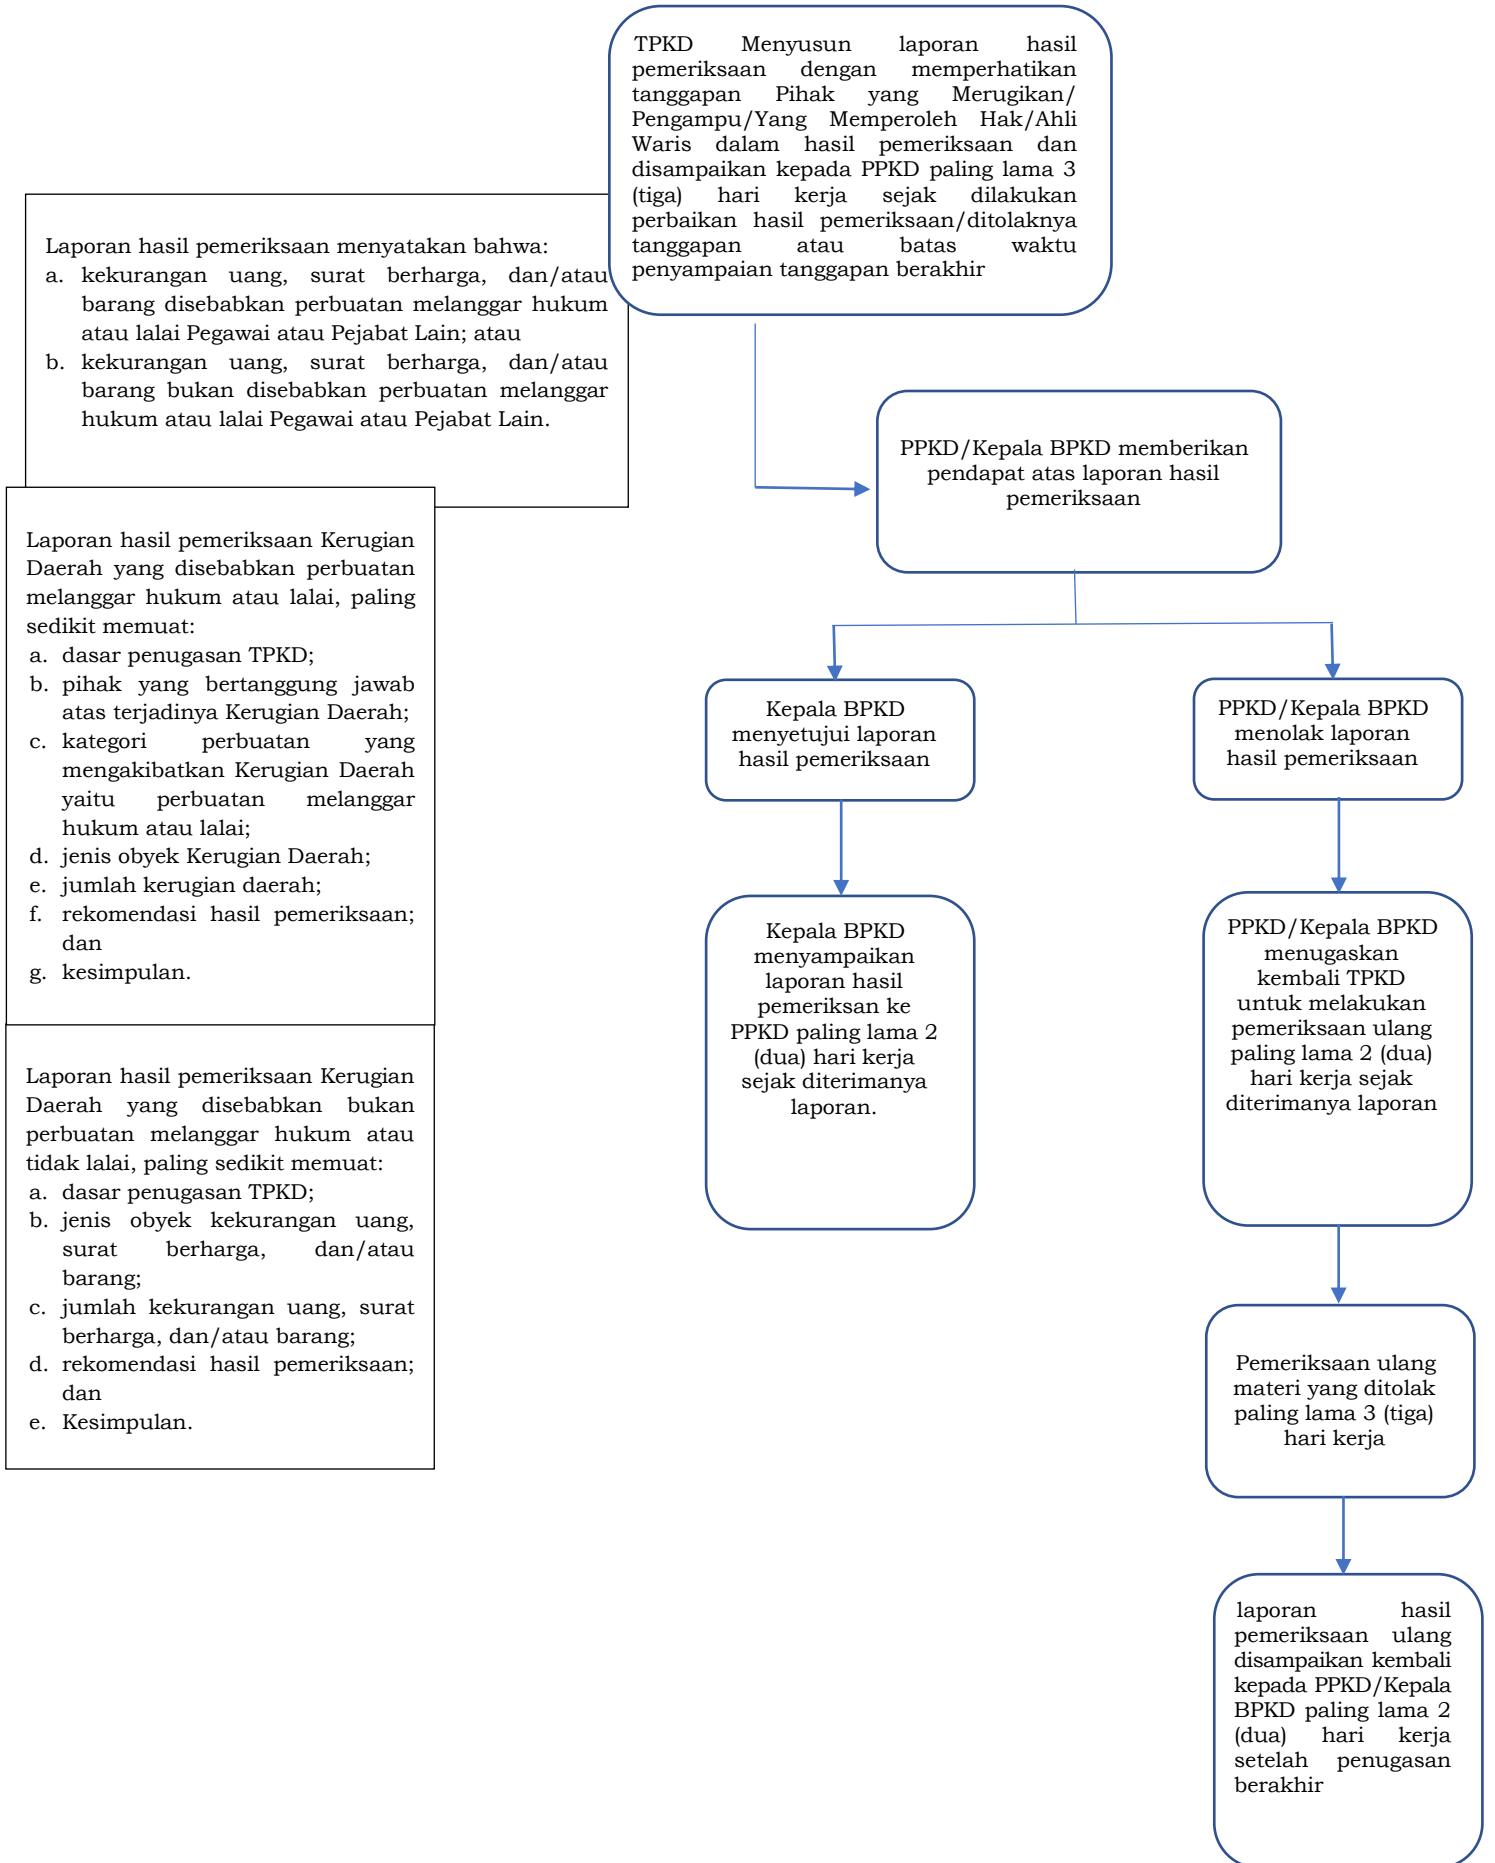 TPKD Menyusun laporan hasil
pemeriksaan dengan memperhatikan
tanggapan Pihak yang Merugikan/
Pengampu/Yang Memperoleh Hak/Ahli
Waris dalam hasil pemeriksaan dan
disampaikan kepada PPKD paling lama 3
(tiga) hari kerja sejak dilakukan
perbaikan hasil pemeriksaan/ditolaknya
tanggapan atau batas waktu
penyampaian tanggapan berakhir
Laporan hasil pemeriksaan menyatakan bahwa:
a. kekurangan uang, surat berharga, dan/atau
barang disebabkan perbuatan melanggar hukum
atau lalai Pegawai atau Pejabat Lain; atau
b. kekurangan uang, surat berharga, dan/atau
barang bukan disebabkan perbuatan melanggar
hukum atau lalai Pegawai atau Pejabat Lain.
PPKD/Kepala BPKD memberikan
pendapat atas laporan hasil
pemeriksaan
Laporan hasil pemeriksaan Kerugian
Daerah yang disebabkan perbuatan
melanggar hukum atau lalai, paling
sedikit memuat:
a. dasar penugasan TPKD;
b. pihak yang bertanggung jawab
atas terjadinya Kerugian Daerah;
c. kategori perbuatan yang
mengakibatkan Kerugian Daerah
yaitu perbuatan melanggar
hukum atau lalai;
d. jenis obyek Kerugian Daerah;
e. jumlah kerugian daerah;
f. rekomendasi hasil pemeriksaan;
dan
g. kesimpulan.
Laporan hasil pemeriksaan Kerugian
Daerah yang disebabkan bukan
perbuatan melanggar hukum atau
tidak lalai, paling sedikit memuat:
a. dasar penugasan TPKD;
b. jenis obyek kekurangan uang,
surat berharga, dan/atau
barang;
c. jumlah kekurangan uang, surat
berharga, dan/atau barang;
d. rekomendasi hasil pemeriksaan;
dan
e. Kesimpulan.
Kepala BPKD
menyetujui laporan
hasil pemeriksaan
Kepala BPKD
menyampaikan
laporan hasil
pemeriksan ke
PPKD paling lama 2
(dua) hari kerja
sejak diterimanya
laporan.
PPKD/Kepala BPKD
menolak laporan
hasil pemeriksaan
PPKD/Kepala BPKD
menugaskan
kembali TPKD
untuk melakukan
pemeriksaan ulang
paling lama 2 (dua)
hari kerja sejak
diterimanya laporan
Pemeriksaan ulang
materi yang ditolak
paling lama 3 (tiga)
hari kerja
laporan hasil
pemeriksaan ulang
disampaikan kembali
kepada PPKD/Kepala
BPKD paling lama 2
(dua) hari kerja
setelah penugasan
berakhir